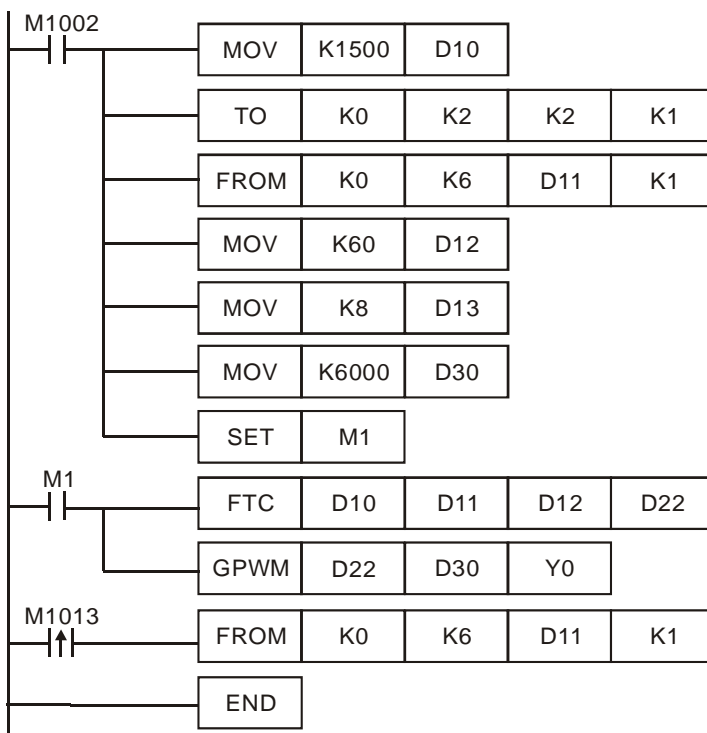 M1002
MOV K1500 D10
TO K0 K2 K2 K1
FROM K0 K6 D11 K1
MOV K60 D12
MOV K8 D13
MOV K6000 D30
SET M1
M1
FTC D10 D11 D12 D22
GPWM D22 D30 Y0
M1013
FROM K0 K6 D11 K1
END